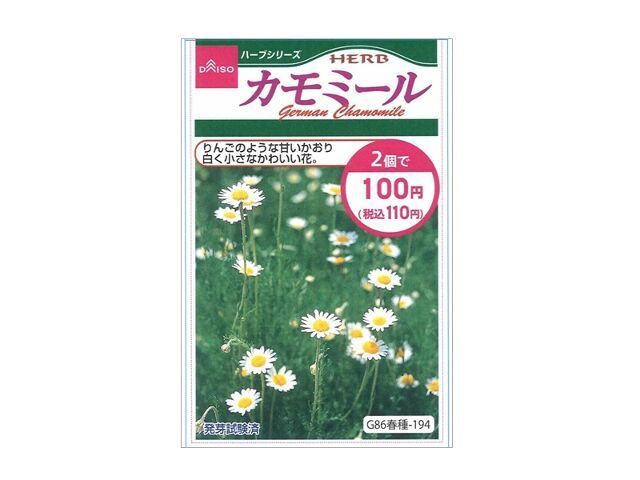 DAISO
ハーブシリーズ
HERB
カモミール
German Chamomile
りんごのような甘いかおり
白く小さなかわいい花。
2個で
100円
(税込110円)
発芽試験済
G86春種-194